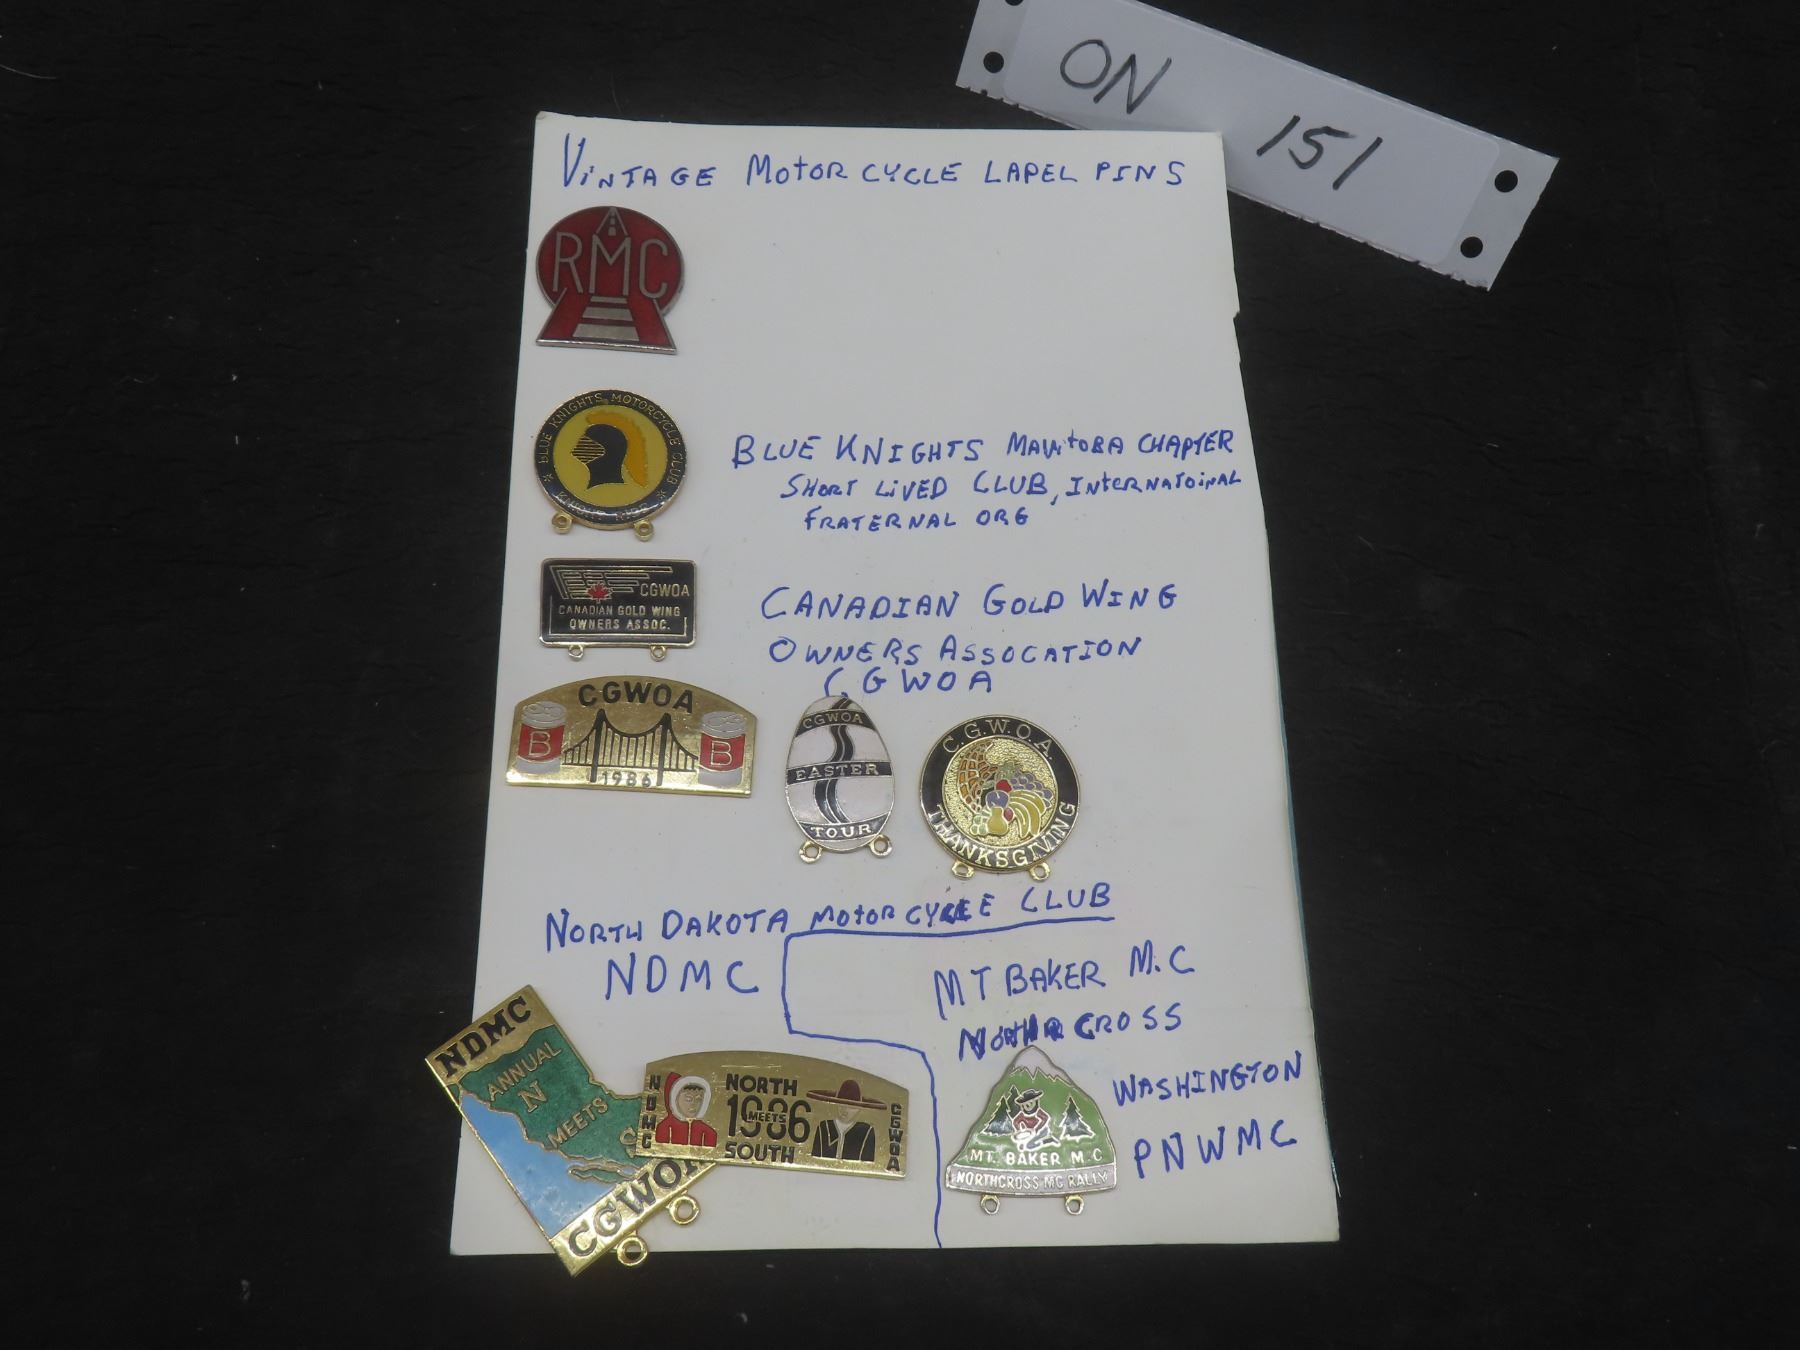 ON 151
VINTAGE MOTORCYCLE LAPEL PINS
RMC
BLUE KNIGHTS MOTORCYCLE CLUB
BLUE KNIGHTS MANITOBA CHAPTER
SHORT LIVED CLUB, INTERNATOINAL
FRATERNAL ORG
CGWOA
CANADIAN GOLD WING
OWNERS ASSOC.
CANADIAN GOLD WING
OWNERS ASSOCATION
CGWOA
CGWOA
B B
1986
CGWOA
EASTER
TOUR
C.G.W.O.A.
THANKSGIVING
NORTH DAKOTA MOTORCYCLE CLUB
NDMC
MT BAKER M.C
CROSS
WASHINGTON
PNWMC
NDMC
ANNUAL
N
MEETS
CGWOA
NDMC
NORTH
1986
MEETS
SOUTH
CGWOA
MT. BAKER M.C.
NORTHCROSS MC RALLY